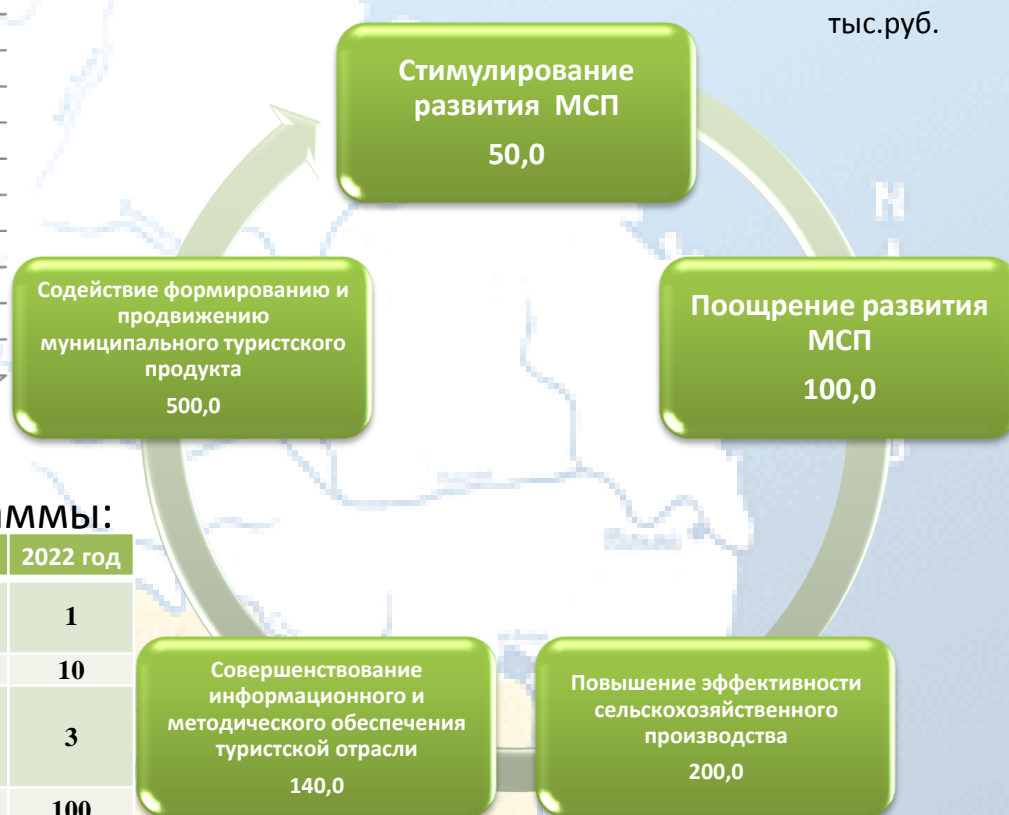 тыс.руб.
Стимулирование
развития МСП
50,0
Поощрение развития
МСП
100,0
Содействие формированию и
продвижению
муниципального туристского
продукта
500,0
аммы:
2022 год
1
10
3
100
Совершенствование
информационного и
методического обеспечения
туристской отрасли
140,0
Повышение эффективности
сельскохозяйственного
производства
200,0